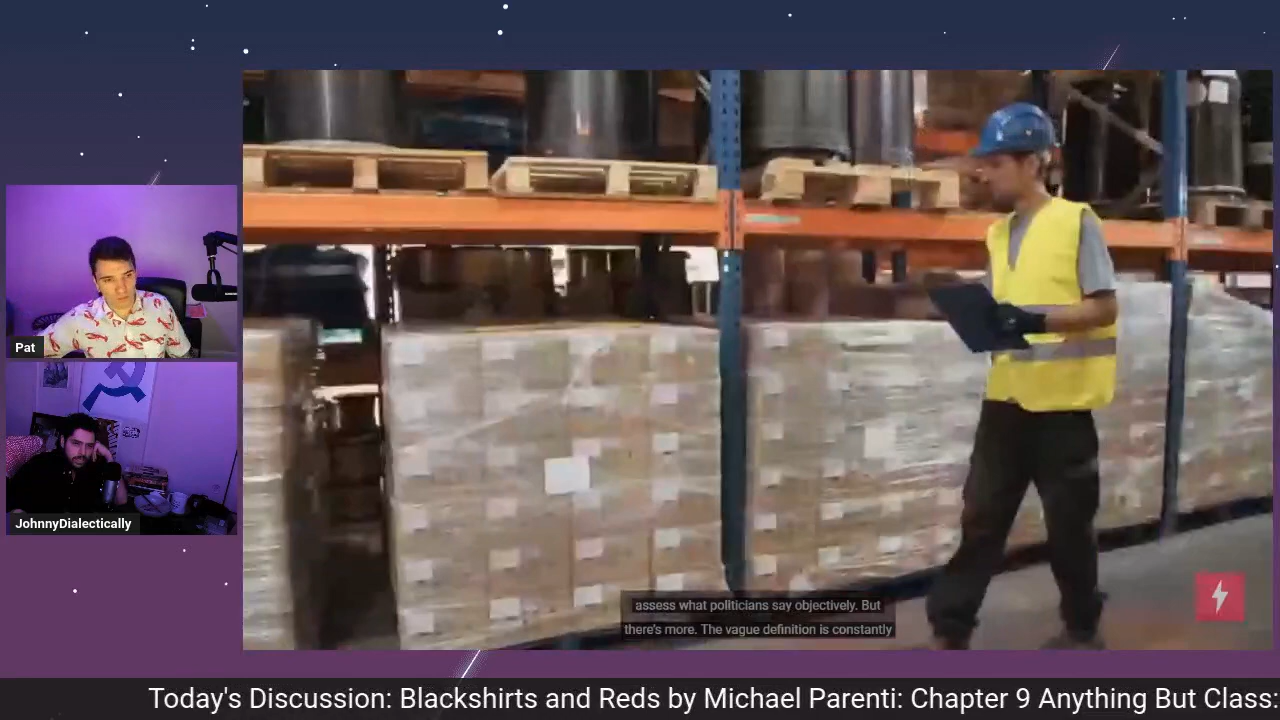 Pat
JohnnyDialectically
assess what politicians say objectively. But
there's more. The vague definition is constantly
Today's Discussion: Blackshirts and Reds by Michael Parenti: Chapter 9 Anything But Class: